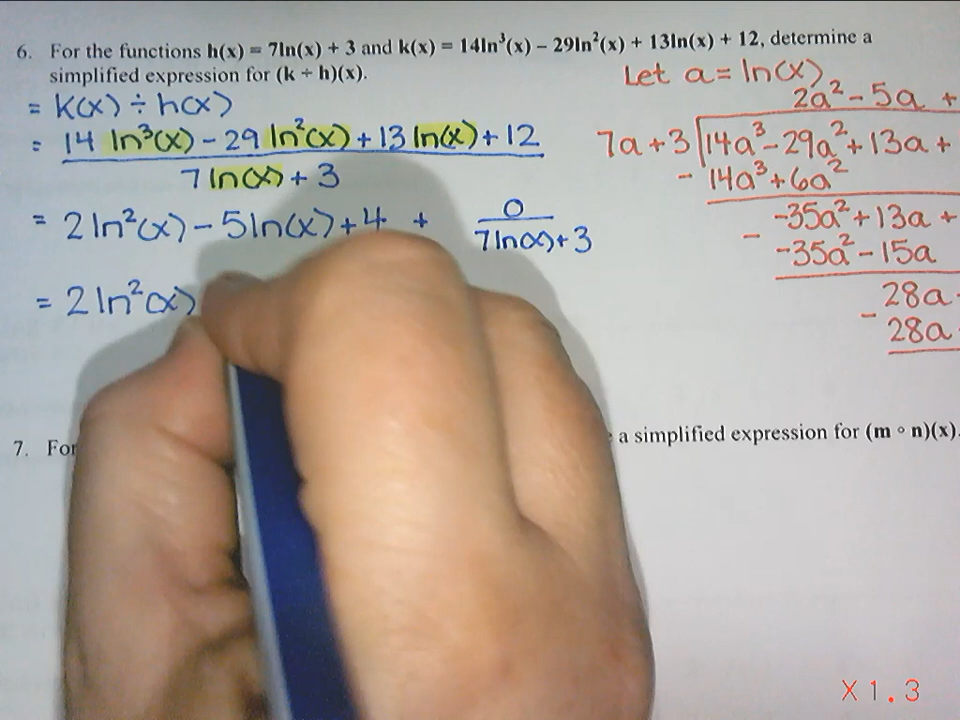 6. For the functions h(x) = 7ln(x) + 3 and k(x) = 14ln³(x) – 29ln²(x) + 13ln(x) + 12, determine a
simplified expression for (k ÷ h)(x).
= k(x) ÷ h(x)
= 14 ln³(x) - 29 ln²(x) + 13 ln(x) + 12
7 ln(x) + 3
= 2 ln²(x) - 5 ln(x) + 4 + 0
7 ln(x) + 3
= 2 ln²(x)
Let a = ln(x)
2a² - 5a +
7a + 3 14a³ - 29a² + 13a +
- 14a³ + 6a²
-35a² + 13a +
- -35a² - 15a
28a
- 28a
7. For
a simplified expression for (m ∘ n)(x).
X1.3